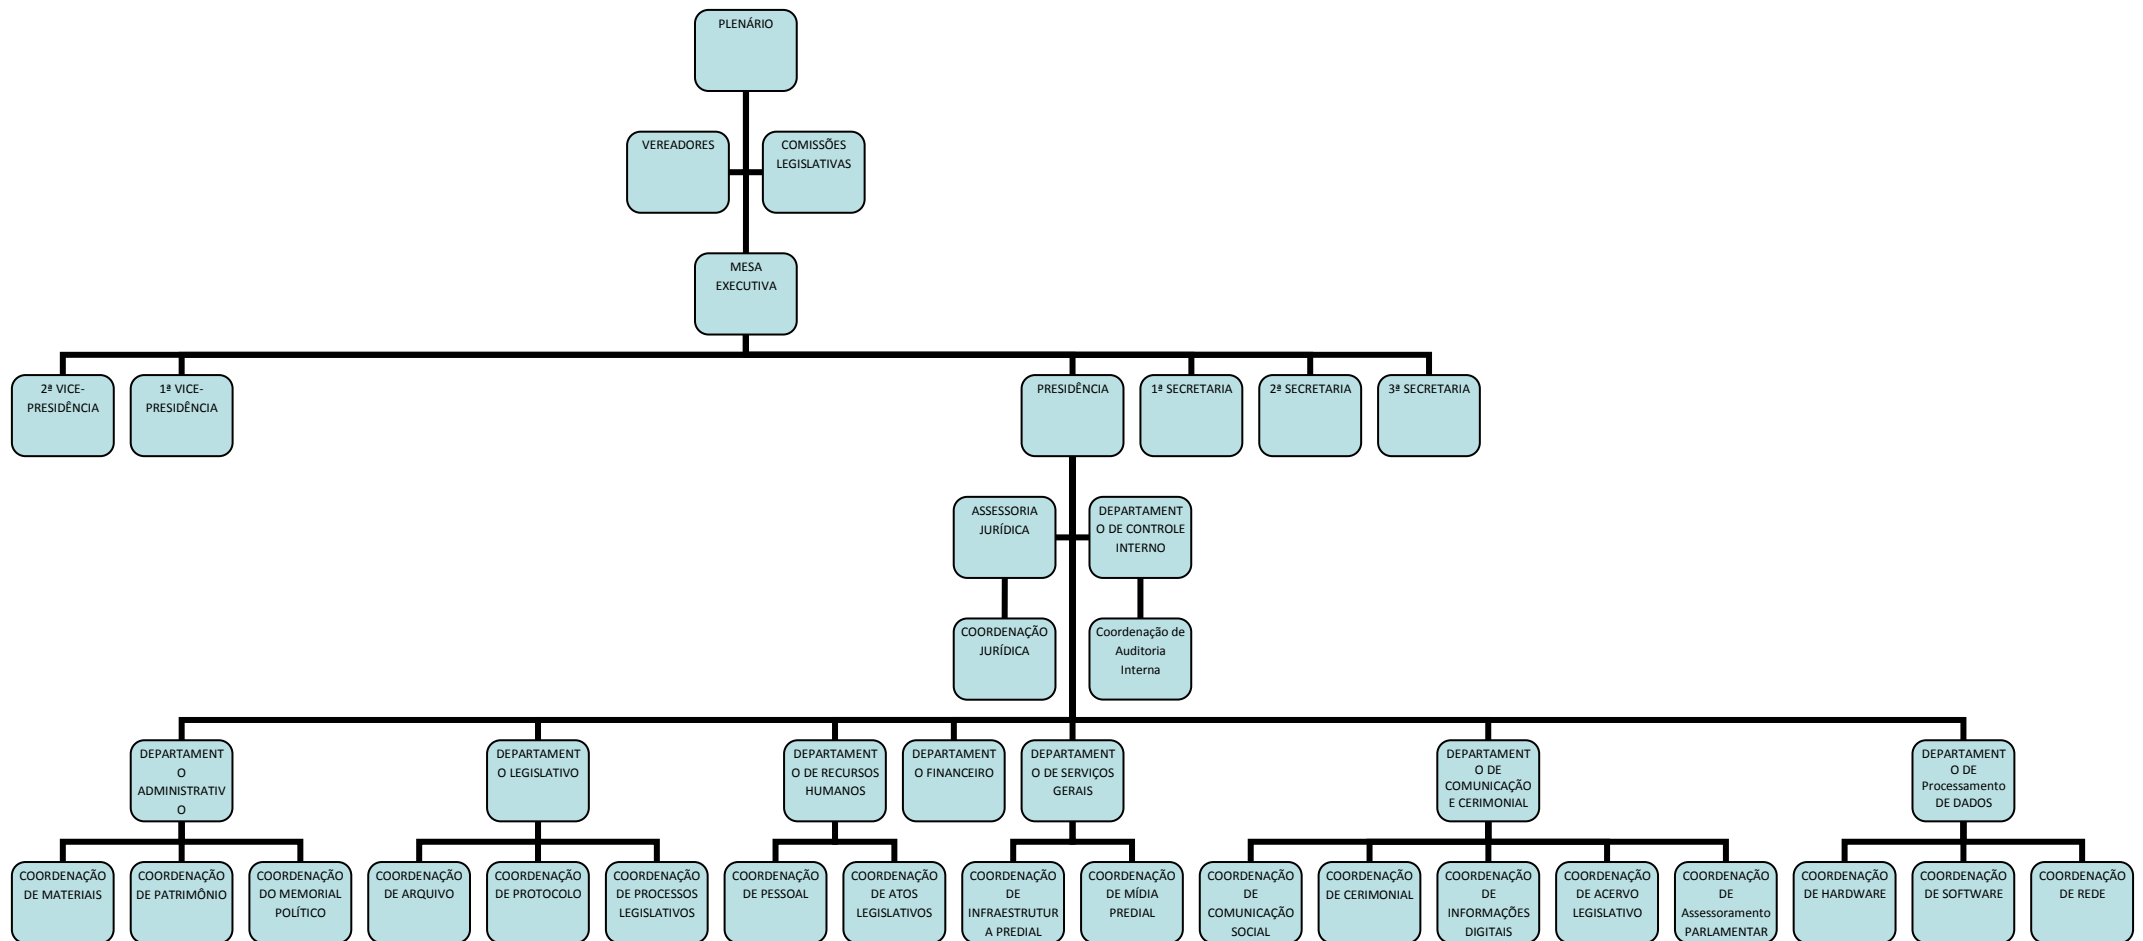 PLENÁRIO
VEREADORES
COMISSÕES
LEGISLATIVAS
MESA
EXECUTIVA
2ª VICE-
PRESIDÊNCIA
1ª VICE-
PRESIDÊNCIA
PRESIDÊNCIA
1ª SECRETARIA
2ª SECRETARIA
3ª SECRETARIA
ASSESSORIA
JURÍDICA
DEPARTAMENT
O DE CONTROLE
INTERNO
COORDENAÇÃO
JURÍDICA
Coordenação de
Auditoria
Interna
DEPARTAMENT
O
ADMINISTRATIV
O
DEPARTAMENT
O LEGISLATIVO
DEPARTAMENT
O DE RECURSOS
HUMANOS
DEPARTAMENT
O FINANCEIRO
DEPARTAMENT
O DE SERVIÇOS
GERAIS
DEPARTAMENT
O DE
COMUNICAÇÃO
E CERIMONIAL
DEPARTAMENT
O DE
Processamento
DE DADOS
COORDENAÇÃO
DE MATERIAIS
COORDENAÇÃO
DE PATRIMÔNIO
COORDENAÇÃO
DO MEMORIAL
POLÍTICO
COORDENAÇÃO
DE ARQUIVO
COORDENAÇÃO
DE PROTOCOLO
COORDENAÇÃO
DE PROCESSOS
LEGISLATIVOS
COORDENAÇÃO
DE PESSOAL
COORDENAÇÃO
DE ATOS
LEGISLATIVOS
COORDENAÇÃO
DE
INFRAESTRUTUR
A PREDIAL
COORDENAÇÃO
DE MÍDIA
PREDIAL
COORDENAÇÃO
DE
COMUNICAÇÃO
SOCIAL
COORDENAÇÃO
DE CERIMONIAL
COORDENAÇÃO
DE
INFORMAÇÕES
DIGITAIS
COORDENAÇÃO
DE ACERVO
LEGISLATIVO
COORDENAÇÃO
DE
Assessoramento
PARLAMENTAR
COORDENAÇÃO
DE HARDWARE
COORDENAÇÃO
DE SOFTWARE
COORDENAÇÃO
DE REDE